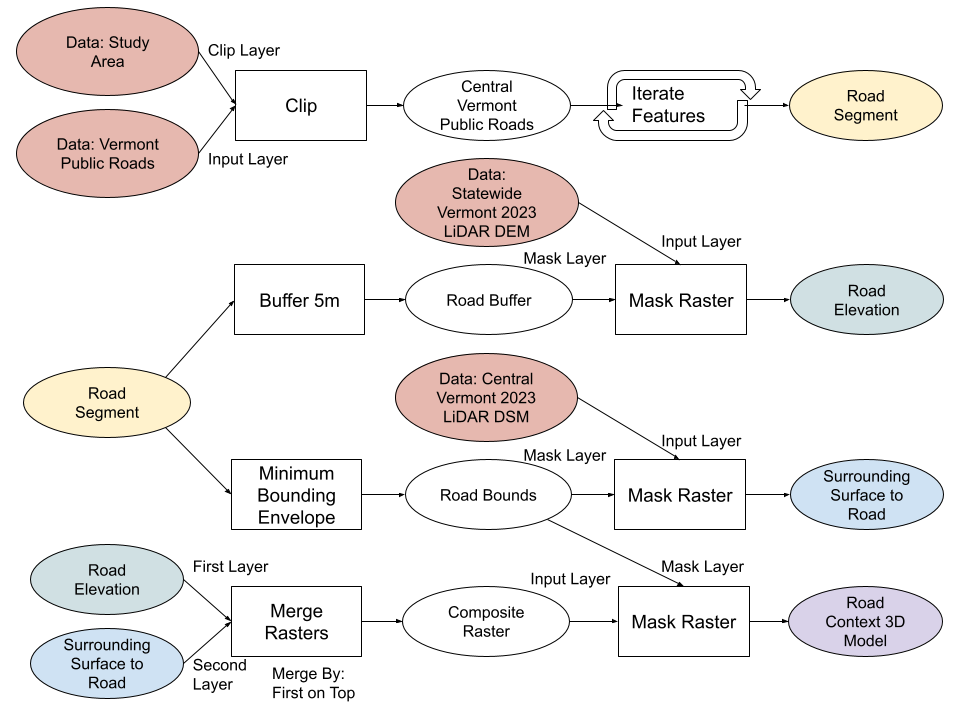 Data: Study
Area
Clip Layer
Clip
Central
Vermont
Public Roads
Iterate
Features
Road
Segment
Data: Vermont
Public Roads
Input Layer
Data:
Statewide
Vermont 2023
LiDAR DEM
Input Layer
Mask Layer
Buffer 5m
Road Buffer
Mask Raster
Road
Elevation
Road
Segment
Data: Central
Vermont 2023
LiDAR DSM
Input Layer
Mask Layer
Minimum
Bounding
Envelope
Road Bounds
Mask Raster
Surrounding
Surface to
Road
Road
Elevation
First Layer
Mask Layer
Input Layer
Merge
Rasters
Composite
Raster
Mask Raster
Road
Context 3D
Model
Surrounding
Surface to
Road
Second
Layer
Merge By:
First on Top